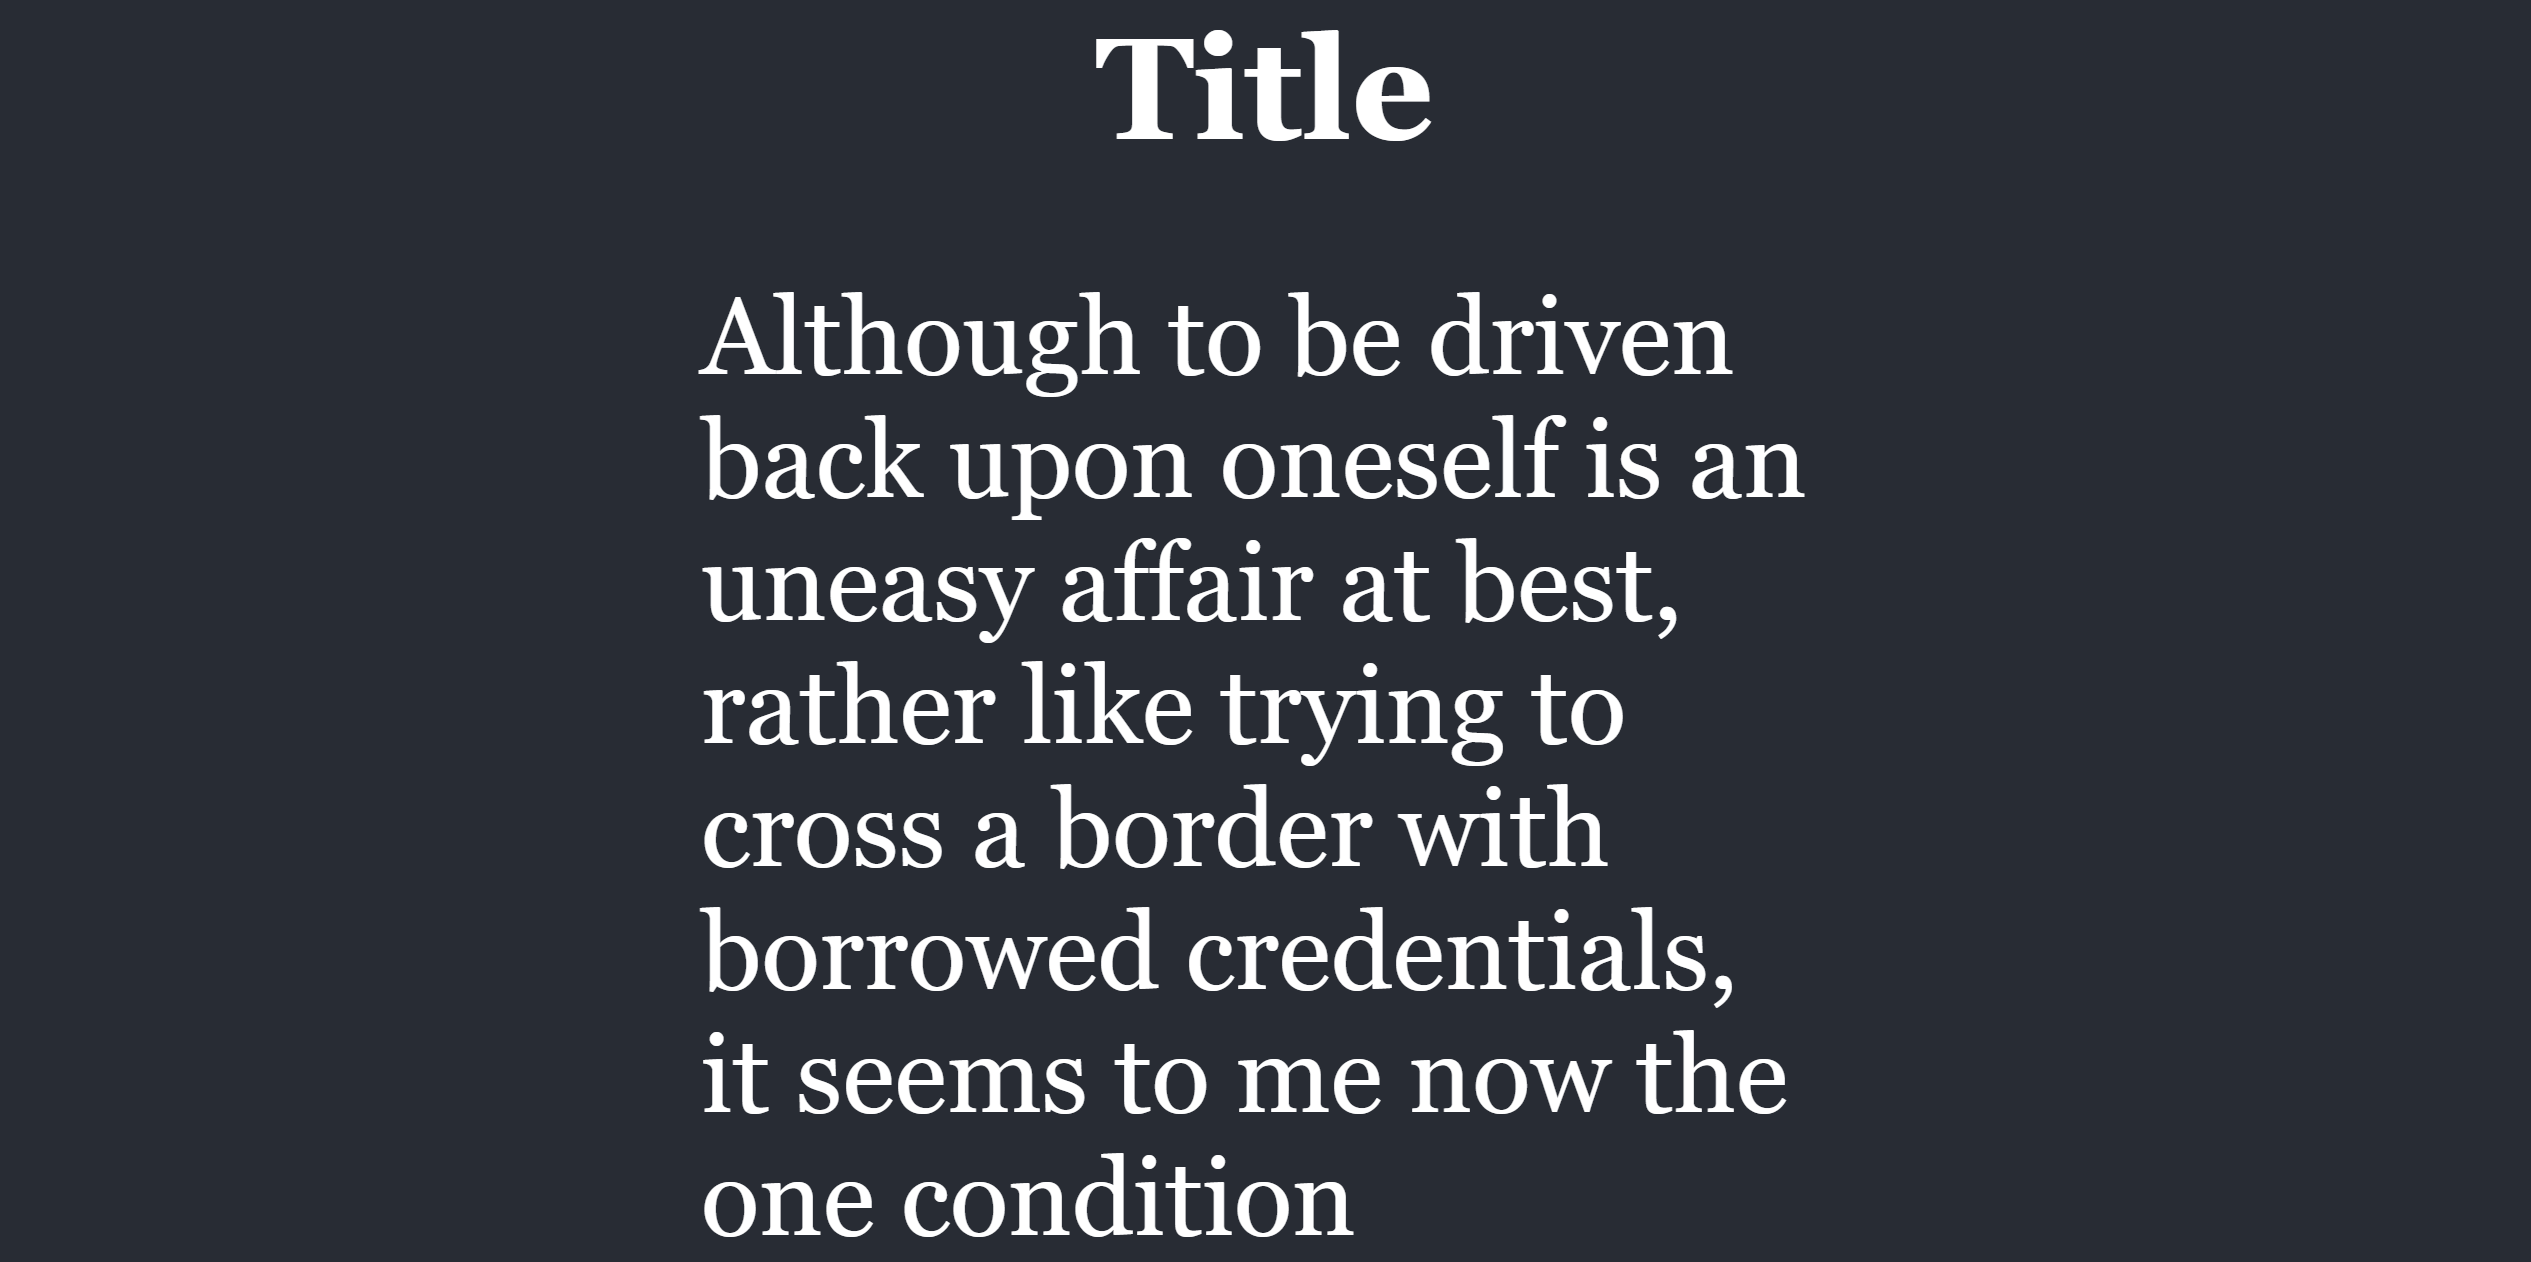 Title
Although to be driven
back upon oneself is an
uneasy affair at best,
rather like trying to
cross a border with
borrowed credentials,
it seems to me now the
one condition